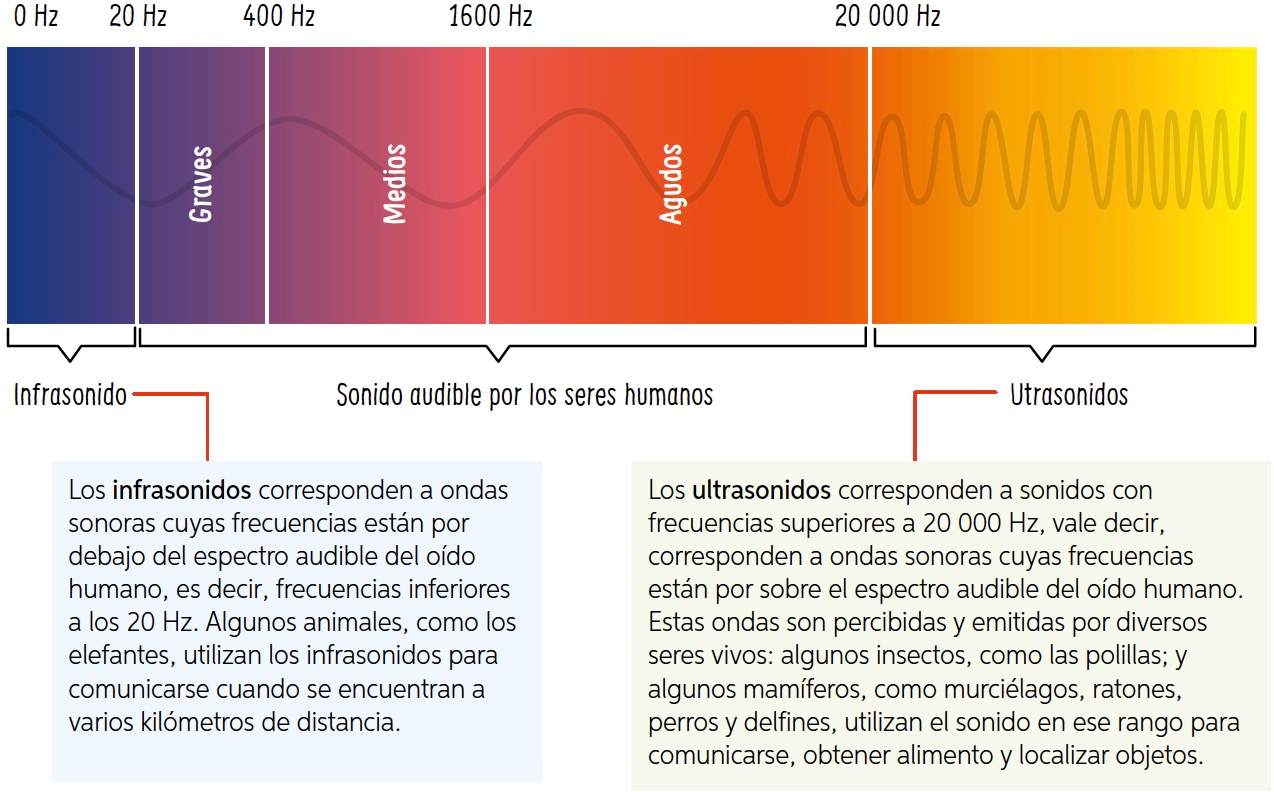 0 Hz 20 Hz 400 Hz 1600 Hz 20 000 Hz
Graves
Medios
Agudos
Infrasonido
Sonido audible por los seres humanos
Utrasonidos
Los infrasonidos corresponden a ondas
sonoras cuyas frecuencias están por
debajo del espectro audible del oído
humano, es decir, frecuencias inferiores
a los 20 Hz. Algunos animales, como los
elefantes, utilizan los infrasonidos para
comunicarse cuando se encuentran a
varios kilómetros de distancia.
Los ultrasonidos corresponden a sonidos con
frecuencias superiores a 20 000 Hz, vale decir,
corresponden a ondas sonoras cuyas frecuencias
están por sobre el espectro audible del oído humano.
Estas ondas son percibidas y emitidas por diversos
seres vivos: algunos insectos, como las polillas; y
algunos mamíferos, como murciélagos, ratones,
perros y delfines, utilizan el sonido en ese rango para
comunicarse, obtener alimento y localizar objetos.